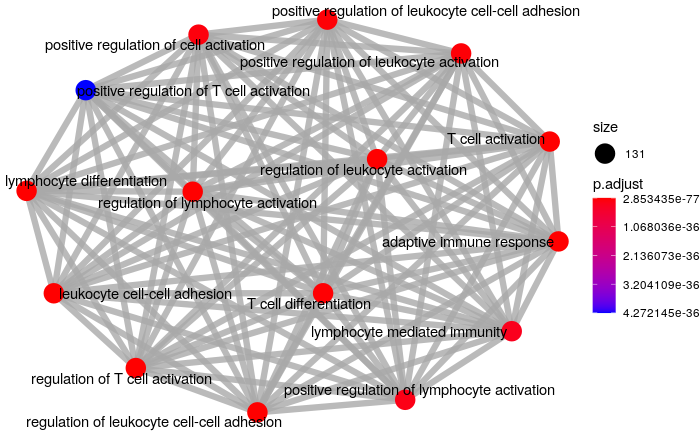 positive regulation of leukocyte cell-cell adhesion
positive regulation of cell activation
positive regulation of leukocyte activation
positive regulation of T cell activation
T cell activation
regulation of leukocyte activation
lymphocyte differentiation
regulation of lymphocyte activation
adaptive immune response
leukocyte cell-cell adhesion
T cell differentiation
lymphocyte mediated immunity
regulation of T cell activation
positive regulation of lymphocyte activation
regulation of leukocyte cell-cell adhesion
size
131
p.adjust
2.853435e-77
1.068036e-36
2.136073e-36
3.204109e-36
4.272145e-36